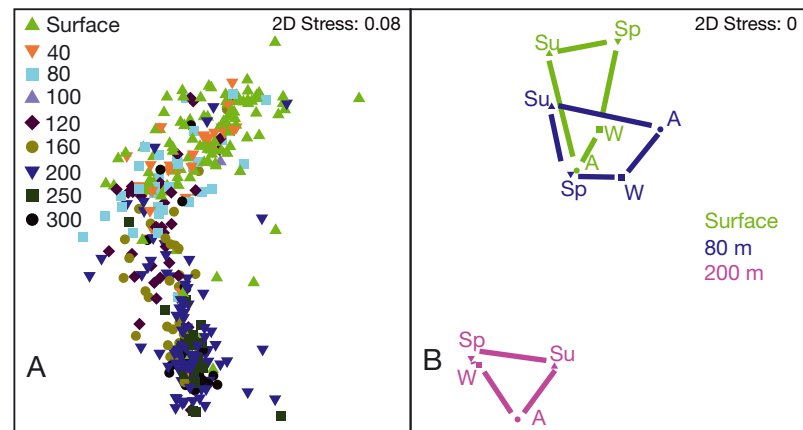 Surface
40
80
100
120
160
200
250
300
2D Stress: 0.08
A
2D Stress: 0
Su
Sp
Su
A
W
A
Sp
W
Surface
80 m
200 m
Sp
Su
W
A
B